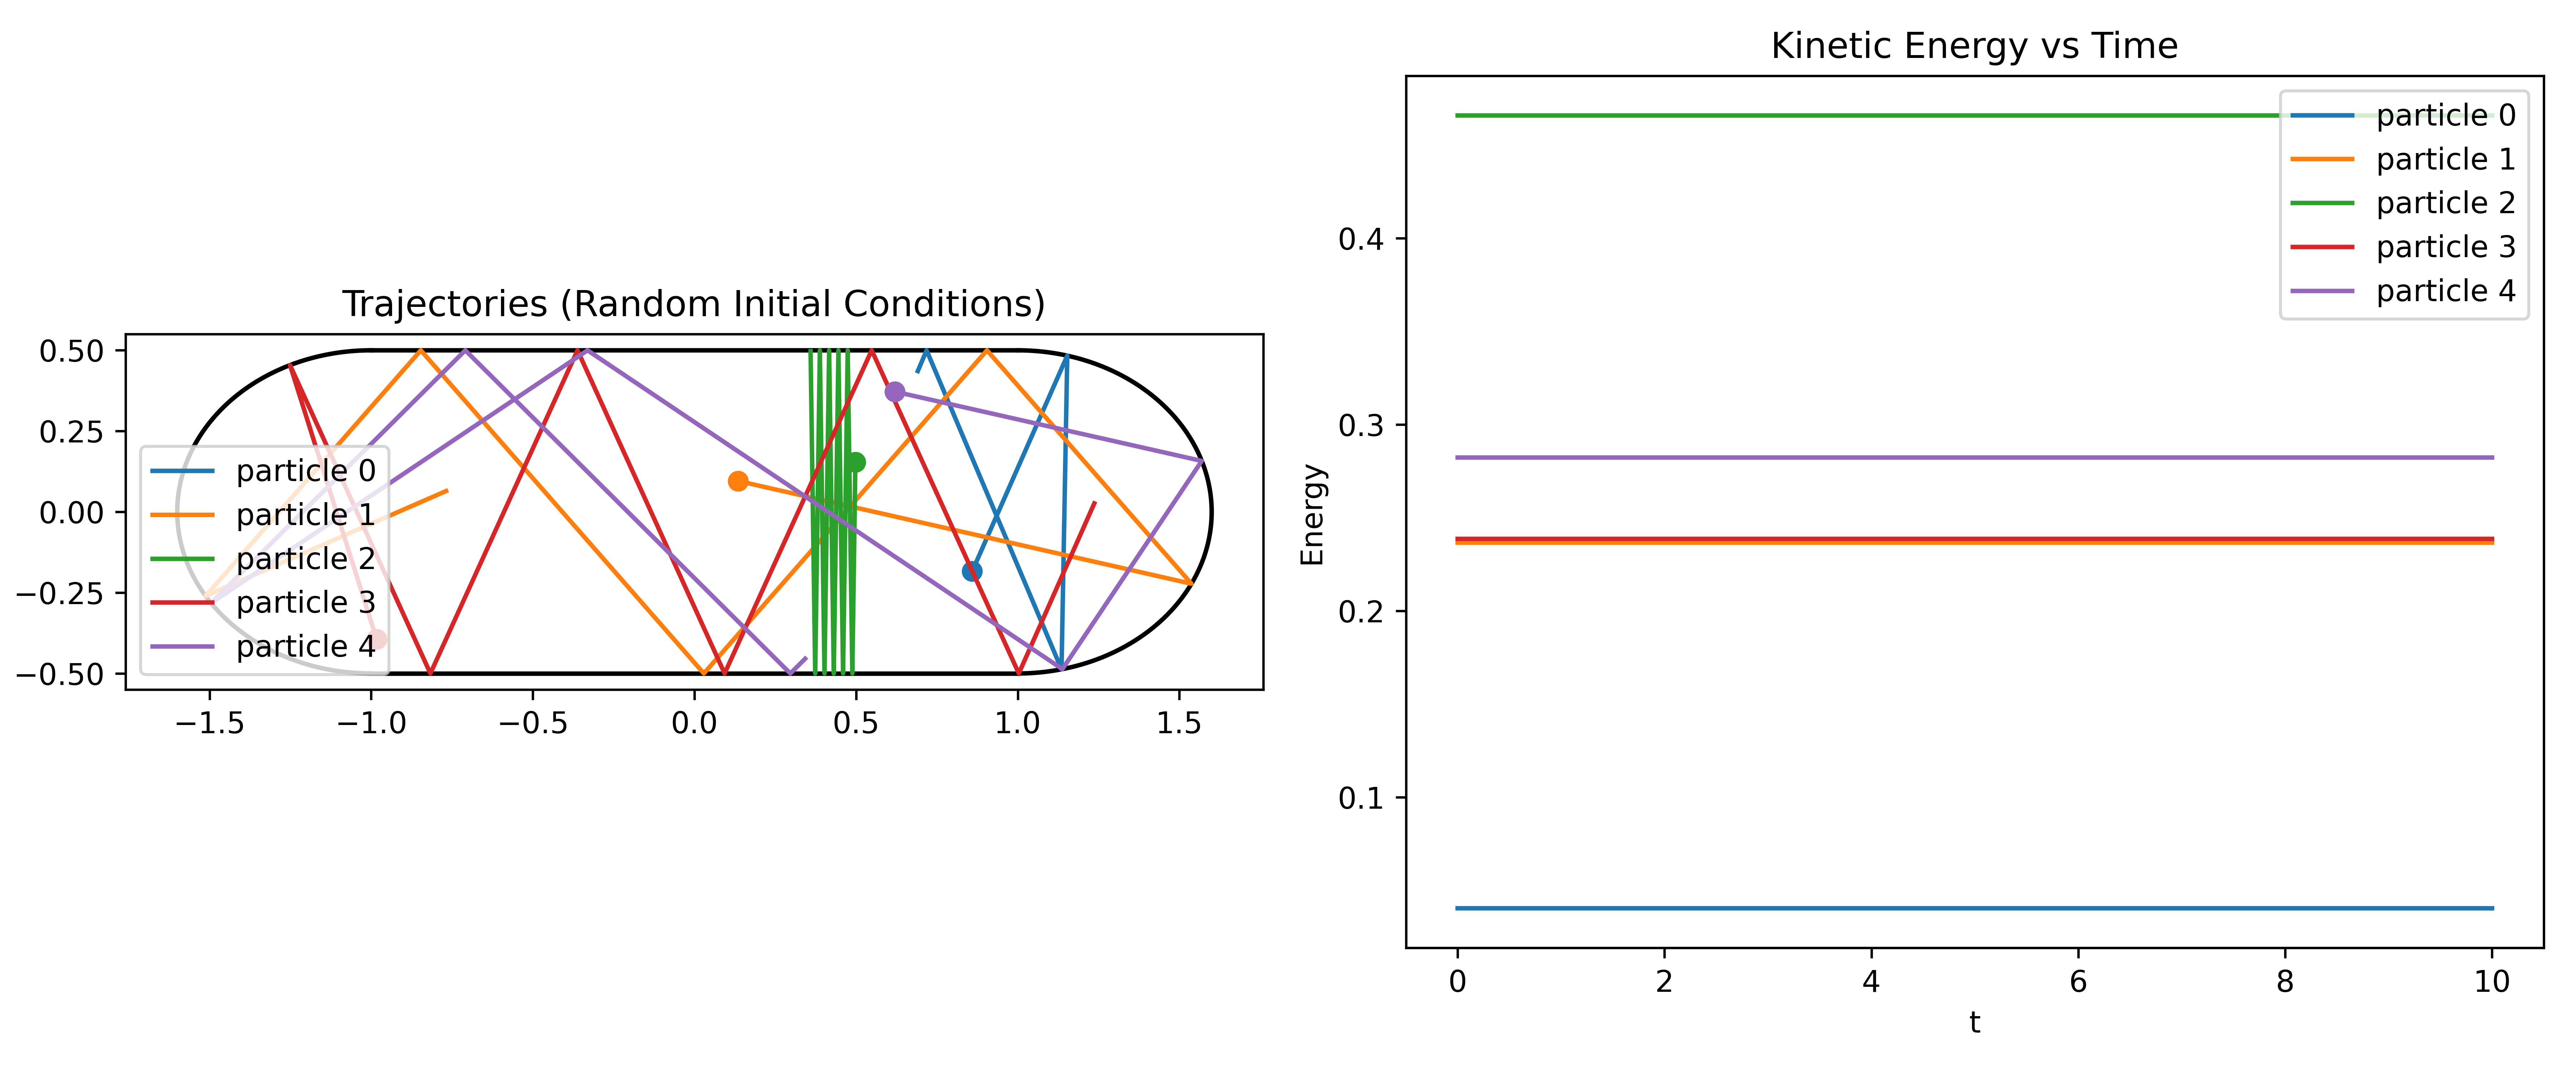 Trajectories (Random Initial Conditions)
0.50
0.25
0.00
−0.25
−0.50
−1.5 −1.0 −0.5 0.0 0.5 1.0 1.5
particle 0
particle 1
particle 2
particle 3
particle 4
Kinetic Energy vs Time
Energy
0.4
0.3
0.2
0.1
0 2 4 6 8 10
t
particle 0
particle 1
particle 2
particle 3
particle 4